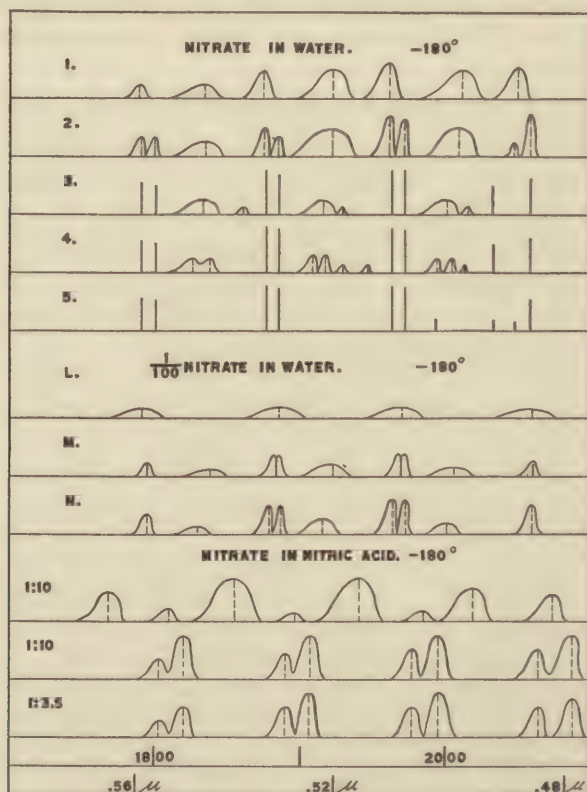 NITRATE IN WATER. -180°
1.
2.
3.
4.
5.
L. 1/100 NITRATE IN WATER. -180°
M.
N.
NITRATE IN NITRIC ACID. -180°
1:10
1:10
1:3.5
18|00 20|00
.56|μ .52|μ .48|μ